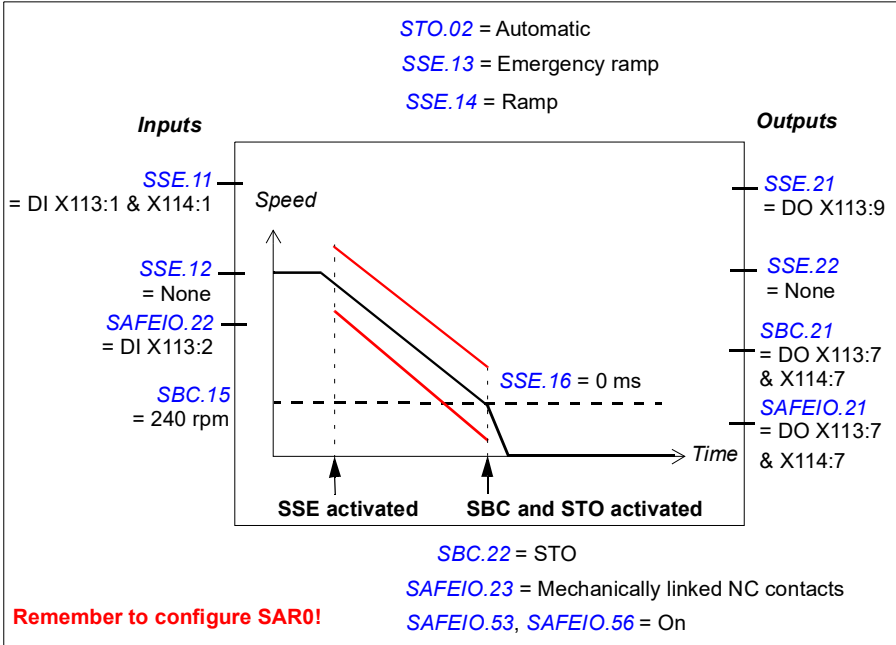 STO.02 = Automatic
SSE.13 = Emergency ramp
SSE.14 = Ramp
Inputs
Outputs
SSE.11
= DI X113:1 & X114:1
SSE.12
= None
SAFEIO.22
= DI X113:2
SBC.15
= 240 rpm
Speed
SSE.16 = 0 ms
Time
SSE activated
SBC and STO activated
SSE.21
= DO X113:9
SSE.22
= None
SBC.21
= DO X113:7
& X114:7
SAFEIO.21
= DO X113:7
& X114:7
SBC.22 = STO
SAFEIO.23 = Mechanically linked NC contacts
SAFEIO.53, SAFEIO.56 = On
Remember to configure SAR0!